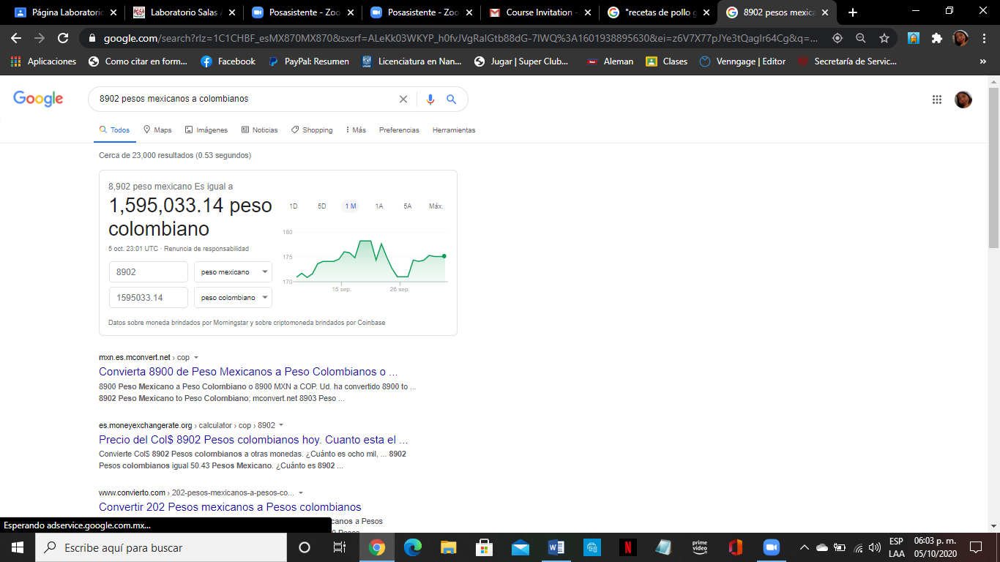 Página Laboratorio
Laboratorio Salas A
Posasistente - Zoo
Posasistente - Zoo
Course Invitation -
"recetas de pollo g
8902 pesos mexica
google.com/search?rlz=1C1CHBF_esMX870MX870&sxsrf=ALeKk03WKYP_h0fvJVgRaIGtb88dG-7IWQ%3A1601938895630&ei=z6V7X77pJYe3tQagIr64Cg&q=...
Aplicaciones
Como citar en form...
Facebook
PayPal: Resumen
Licenciatura en Nan...
Jugar | Super Club...
Aleman
Clases
Venngage | Editor
Secretaría de Servic...
»
Google
8902 pesos mexicanos a colombianos
Todos
Maps
Imágenes
Noticias
Shopping
Más
Preferencias
Herramientas
Cerca de 23,000 resultados (0.53 segundos)
8,902 peso mexicano Es igual a
1,595,033.14 peso
colombiano
5 oct. 23:01 UTC · Renuncia de responsabilidad
8902
peso mexicano
1595033.14
peso colombiano
1D
5D
1 M
1A
5A
Máx.
180
175
170
15 sep.
26 sep.
Datos sobre moneda brindados por Morningstar y sobre criptomoneda brindados por Coinbase
mxn.es.mconvert.net › cop
Convierta 8900 de Peso Mexicanos a Peso Colombianos o ...
8900 Peso Mexicano a Peso Colombiano o 8900 MXN a COP. Ud. ha convertido 8900 to ...
8902 Peso Mexicano to Peso Colombiano; mconvert.net 8903 Peso ...
es.moneyexchangerate.org › calculator › cop › 8902
Precio del Col$ 8902 Pesos colombianos hoy. Cuanto esta el ...
Convierte Col$ 8902 Pesos colombianos a otras monedas. ¿Cuánto es ocho mil, ... 8902
Pesos colombianos igual 50.43 Pesos Mexicano. ¿Cuánto es 8902 ...
www.convierto.com › 202-pesos-mexicanos-a-pesos-co...
Convertir 202 Pesos mexicanos a Pesos colombianos
canos a Pesos
Esperando adservice.google.com.mx...
Escribe aquí para buscar
prime video
ESP
LAA
06:03 p. m.
05/10/2020